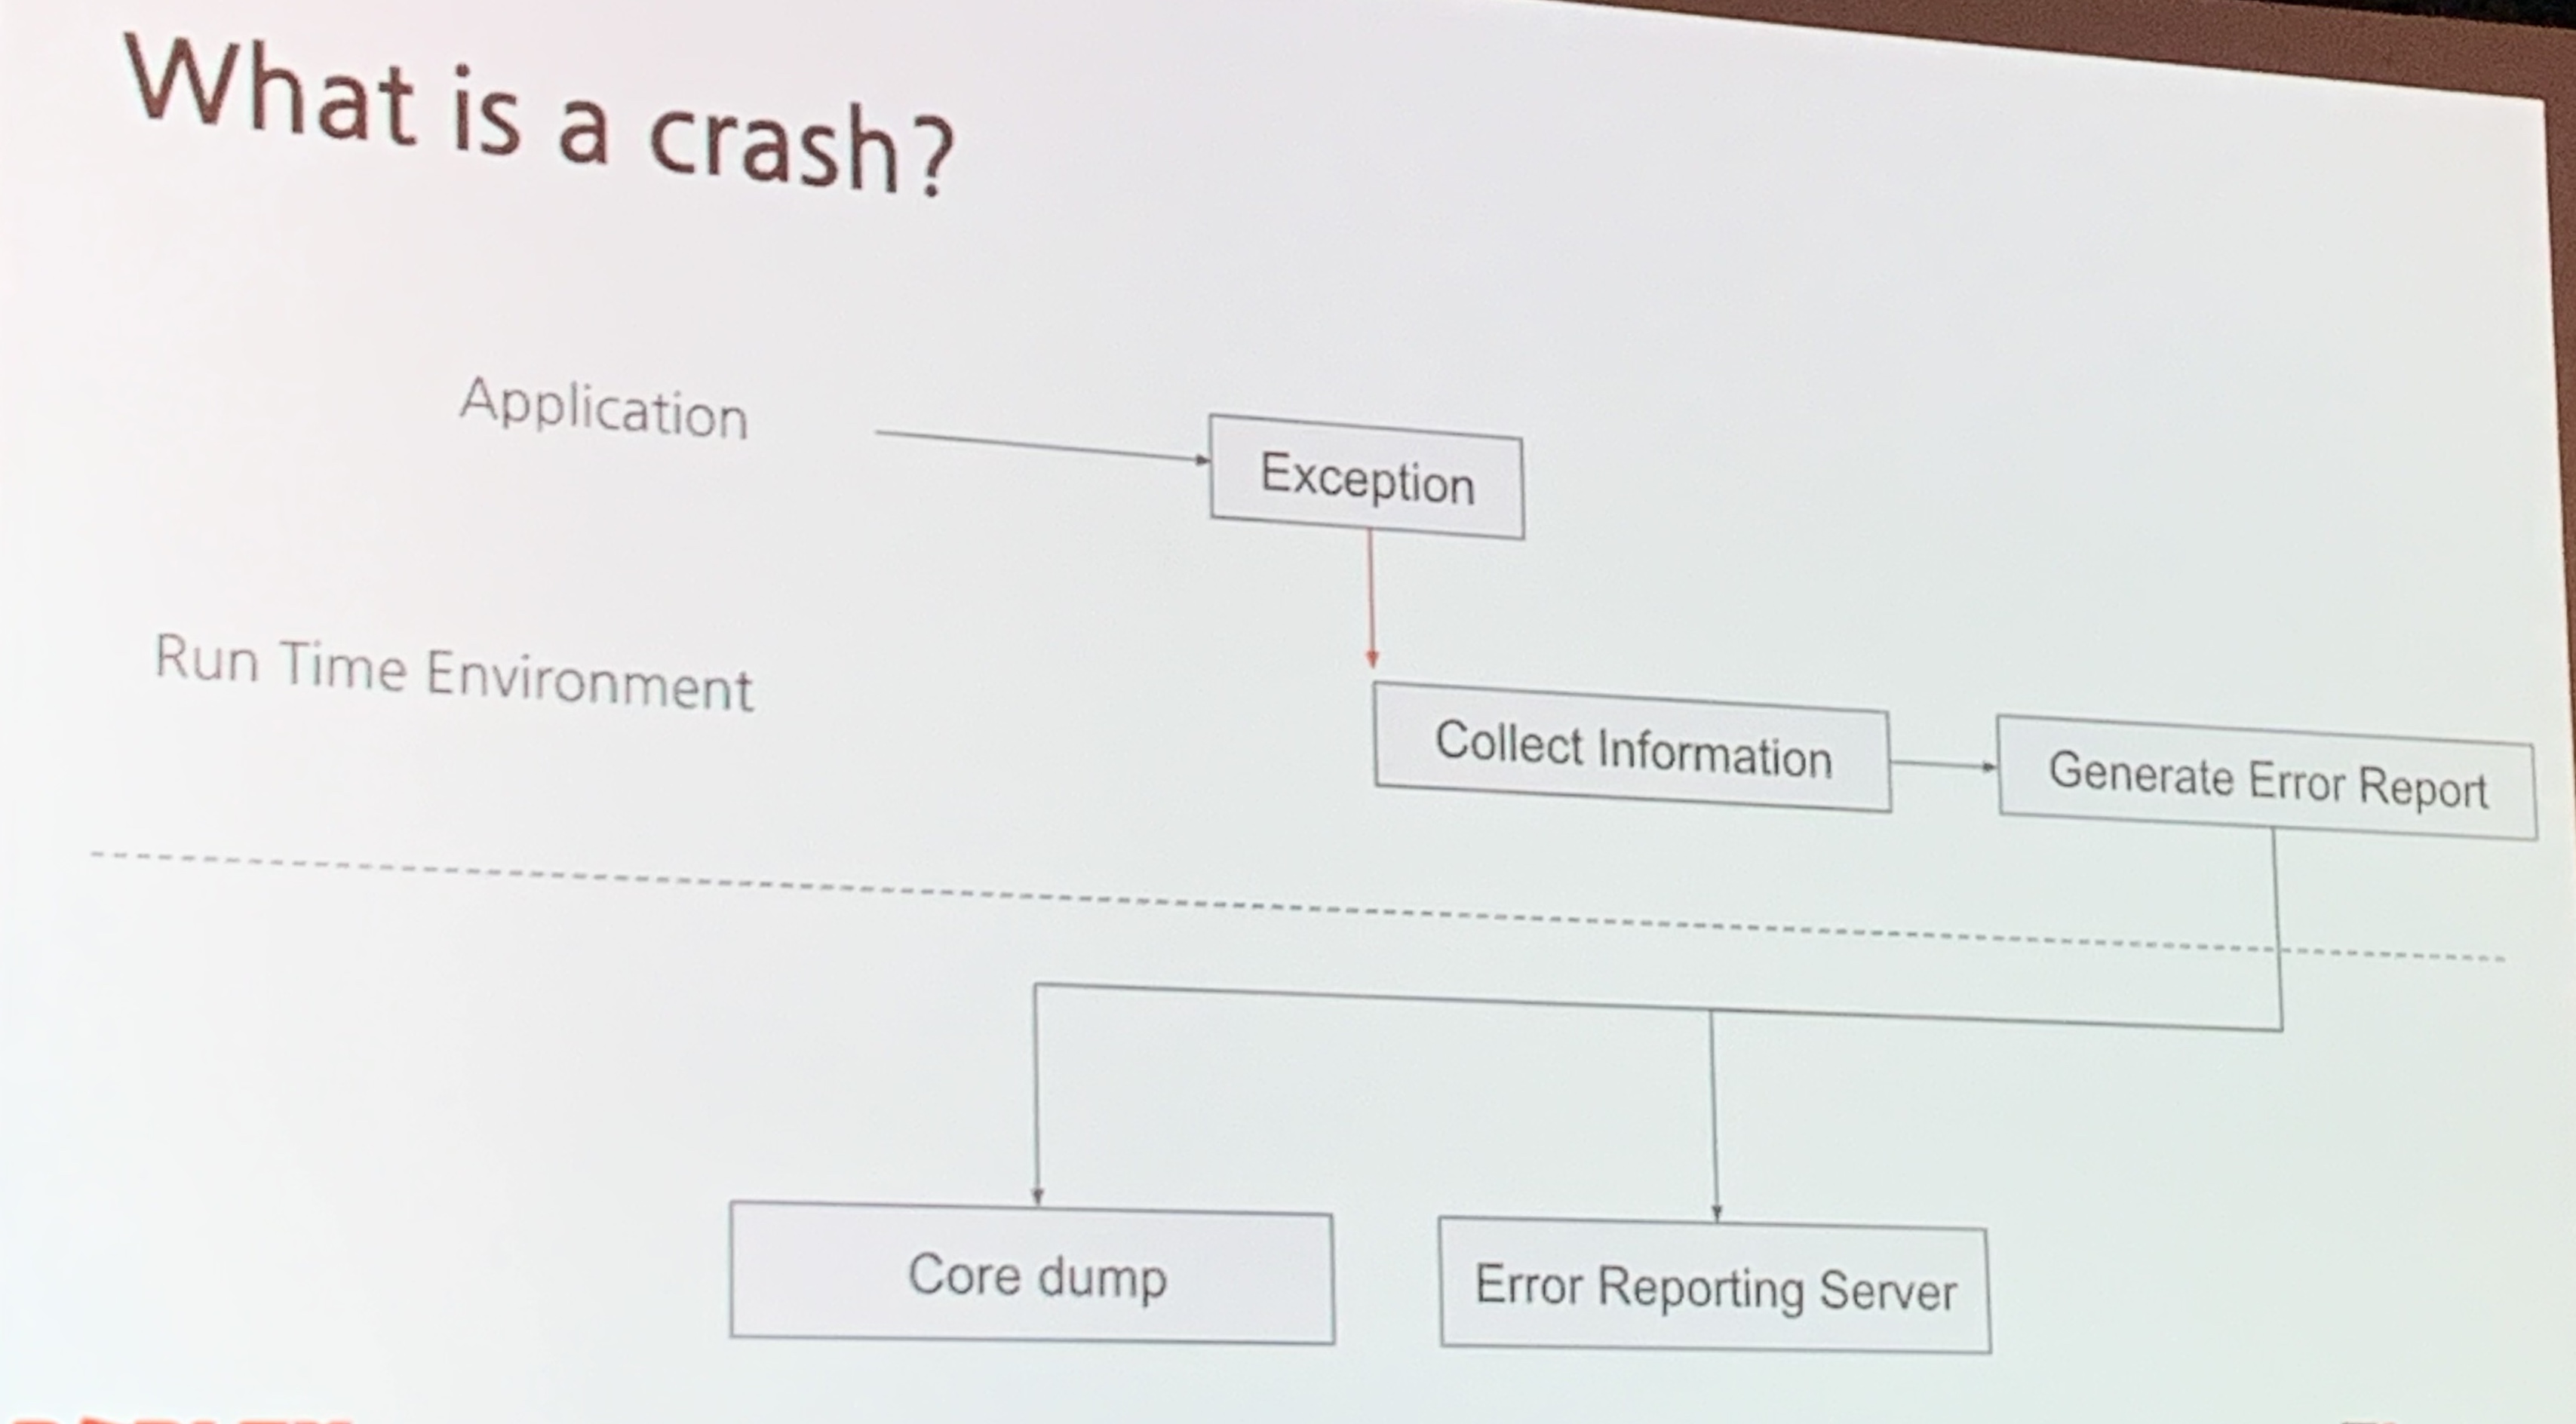 What is a crash?
Application
Exception
Run Time Environment
Collect Information
Generate Error Report
Core dump
Error Reporting Server